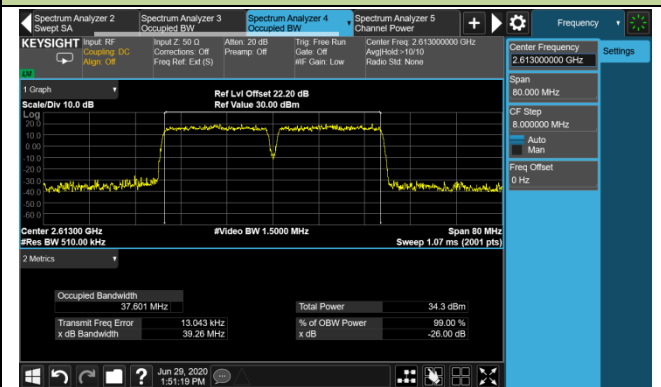 Spectrum Analyzer 2
Swept SA
Spectrum Analyzer 3
Occupied BW
Spectrum Analyzer 4
Occupied BW
Spectrum Analyzer 5
Channel Power
Frequency
KEYSIGHT
Input: RF
Coupling: DC
Align: Off
Input Z: 50 Ω
Corrections: Off
Freq Ref: Ext (S)
Atten: 20 dB
Preamp: Off
Trig: Free Run
Gate: Off
#IF Gain: Low
Center Freq: 2.613000000 GHz
Avg|Hold:>10/10
Radio Std: None
Center Frequency
2.613000000 GHz
Settings
Span
80.000 MHz
CF Step
8.000000 MHz
Auto
Man
Freq Offset
0 Hz
1 Graph
Scale/Div 10.0 dB
Ref Lvl Offset 22.20 dB
Ref Value 30.00 dBm
Log
20.0
10.0
0.00
-10.0
-20.0
-30.0
-40.0
-50.0
-60.0
Center 2.61300 GHz
#Video BW 1.5000 MHz
Span 80 MHz
#Res BW 510.00 kHz
Sweep 1.07 ms (2001 pts)
2 Metrics
Occupied Bandwidth
37.601 MHz
Total Power
34.3 dBm
Transmit Freq Error
13.043 kHz
% of OBW Power
99.00 %
x dB Bandwidth
39.26 MHz
x dB
-26.00 dB
?
Jun 29, 2020
1:51:19 PM